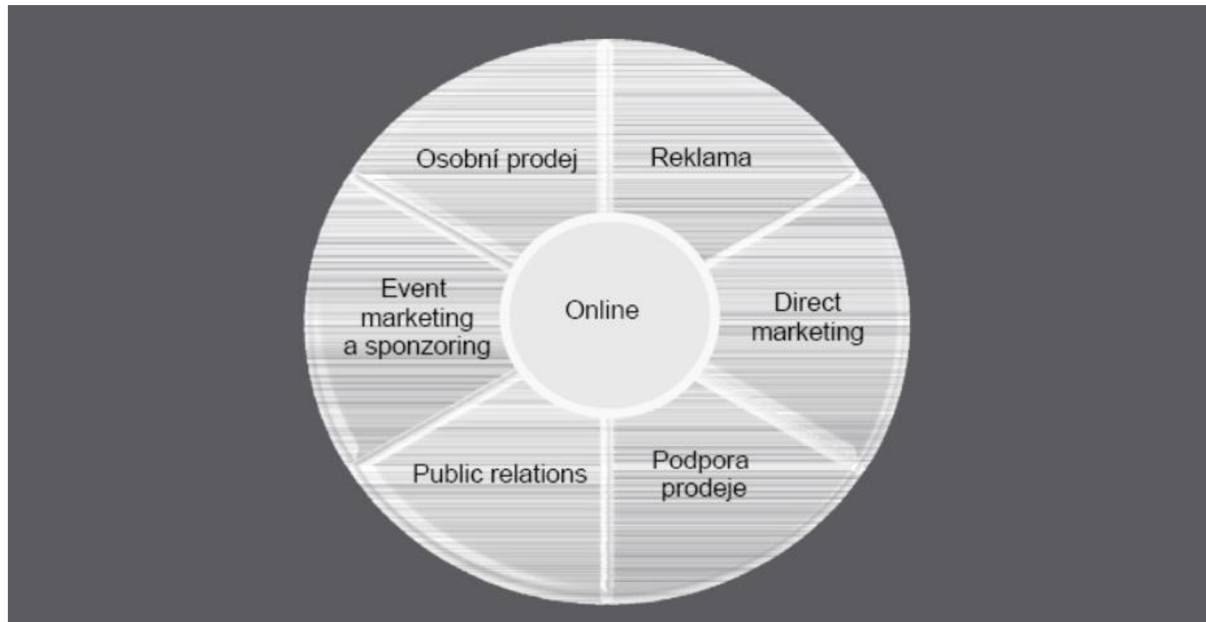 Osobní prodej
Reklama
Event
marketing
a sponzoring
Online
Direct
marketing
Public relations
Podpora
prodeje